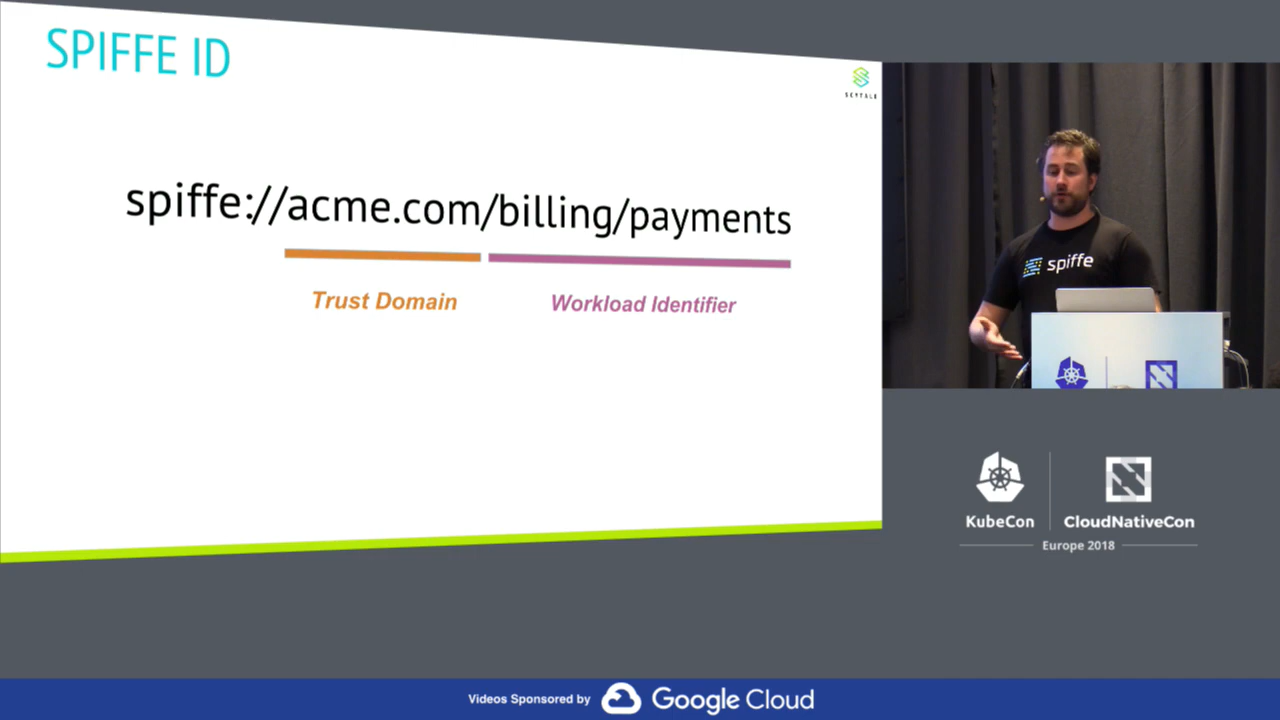 SPIFFE ID
SCYTALE
spiffe://acme.com/billing/payments
Trust Domain
Workload Identifier
spiffe
KubeCon
CloudNativeCon
Europe 2018
Videos Sponsored by
Google Cloud